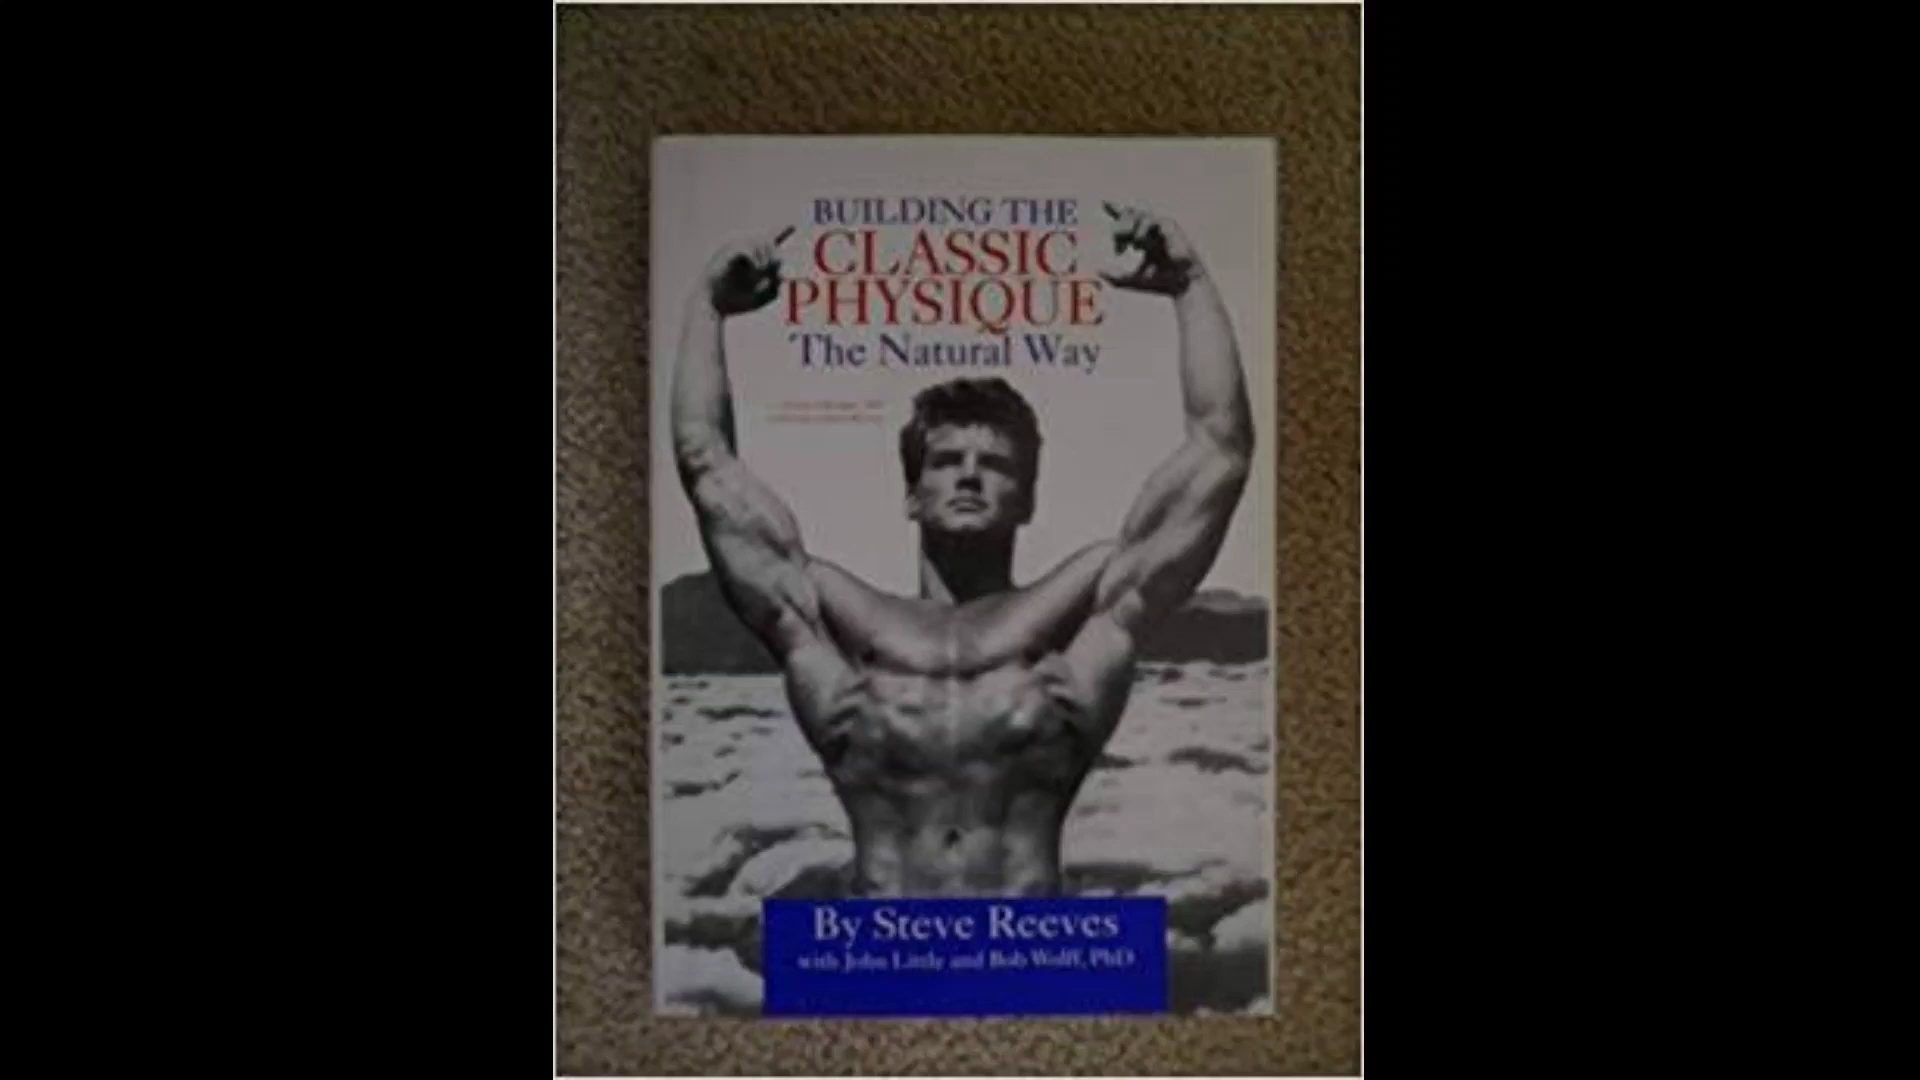 BUILDING THE
CLASSIC
PHYSIQUE
The Natural Way
By Steve Reeves
with John Little and Bob Wolff, PhD